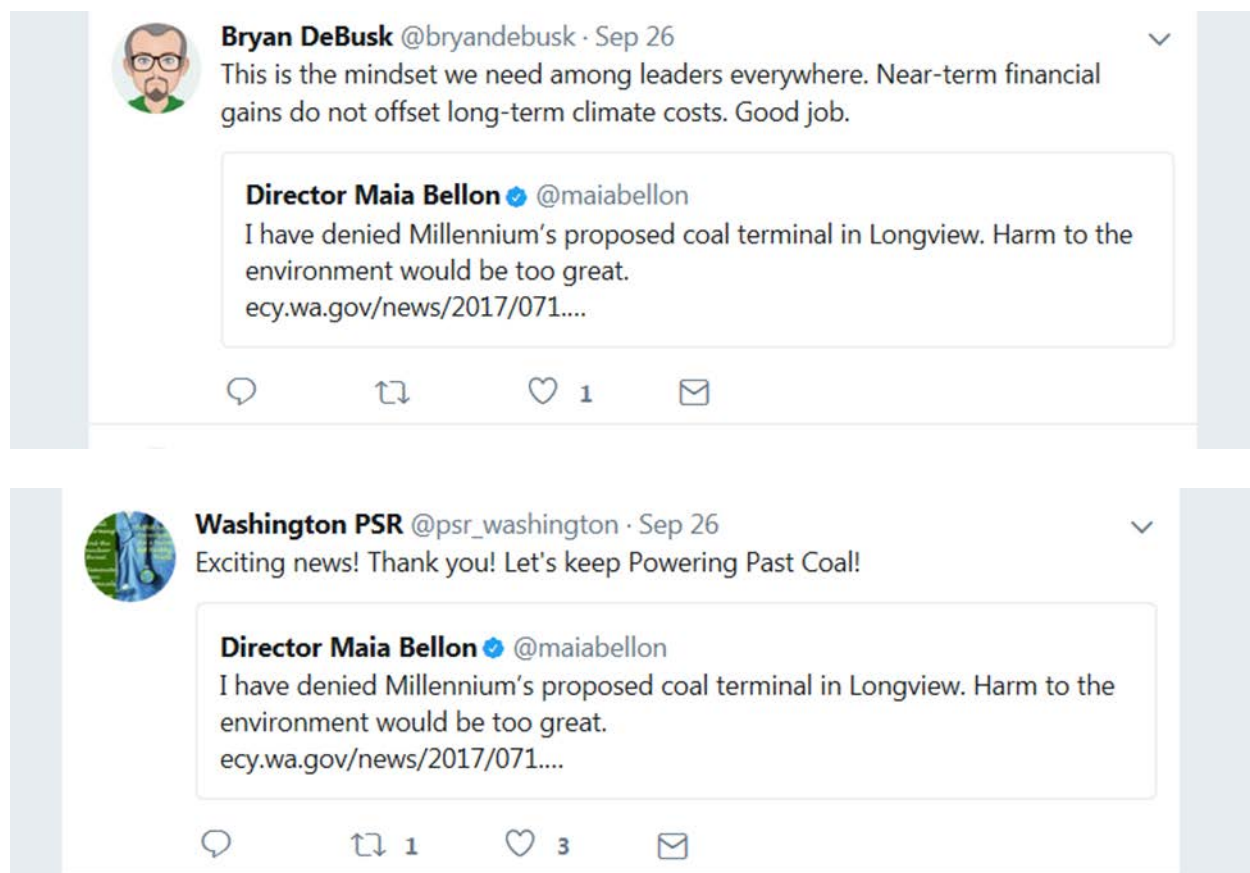 Bryan DeBusk @bryandebusk · Sep 26
This is the mindset we need among leaders everywhere. Near-term financial
gains do not offset long-term climate costs. Good job.
Director Maia Bellon @maiabellon
I have denied Millennium's proposed coal terminal in Longview. Harm to the
environment would be too great.
ecy.wa.gov/news/2017/071....
1
Washington PSR @psr_washington · Sep 26
Exciting news! Thank you! Let's keep Powering Past Coal!
Director Maia Bellon @maiabellon
I have denied Millennium's proposed coal terminal in Longview. Harm to the
environment would be too great.
ecy.wa.gov/news/2017/071....
1 3